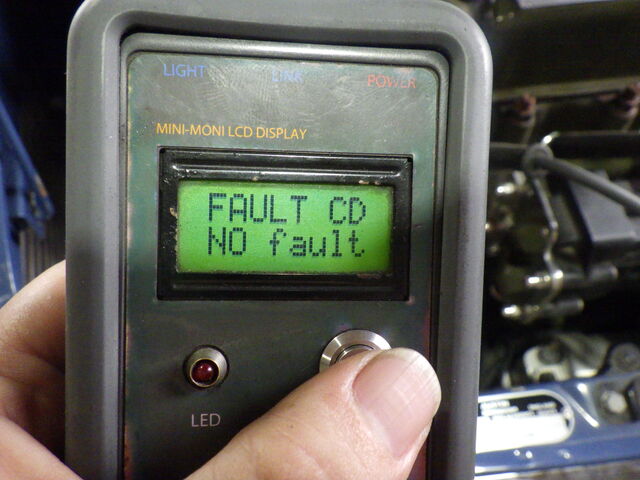 LIGHT LINK POWER
MINI-MONI LCD DISPLAY
FAULT CD
NO fault
LED